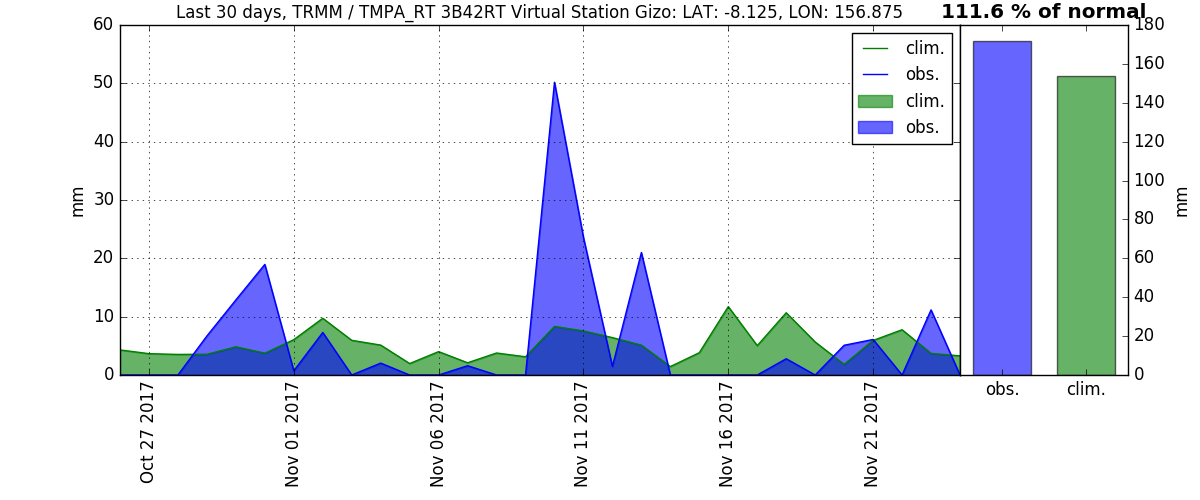 Last 30 days, TRMM / TMPA_RT 3B42RT Virtual Station Gizo: LAT: -8.125, LON: 156.875
111.6 % of normal
60
50
40
30
20
10
0
mm
clim.
obs.
clim.
obs.
180
160
140
120
100
80
60
40
20
0
mm
Oct 27 2017
Nov 01 2017
Nov 06 2017
Nov 11 2017
Nov 16 2017
Nov 21 2017
obs.
clim.